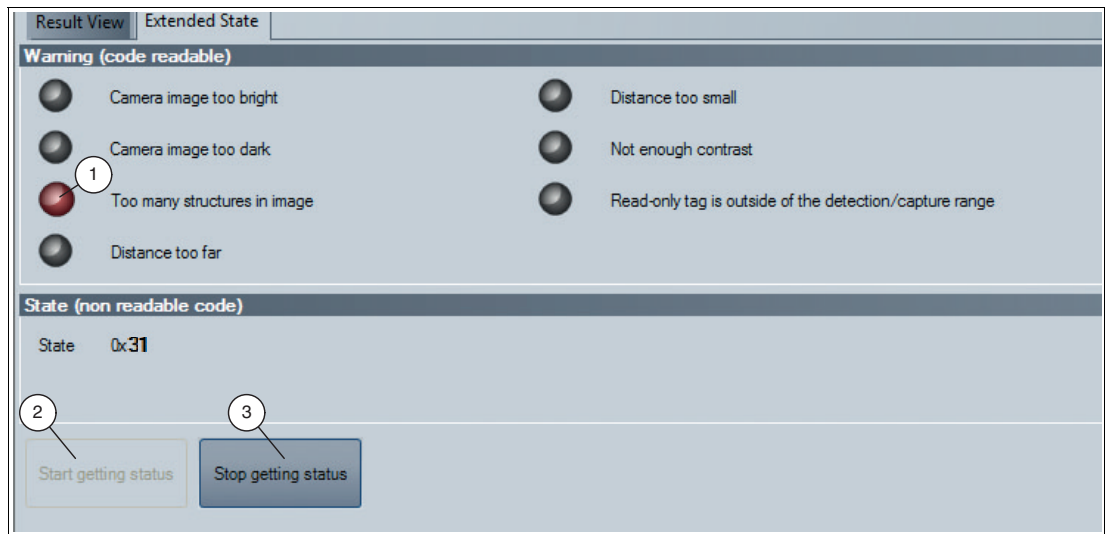 Result View Extended State
Warning (code readable)
Camera image too bright Distance too small
Camera image too dark Not enough contrast
1
Too many structures in image Read-only tag is outside of the detection/capture range
Distance too far
State (non readable code)
State 0x31
2 3
Start getting status Stop getting status